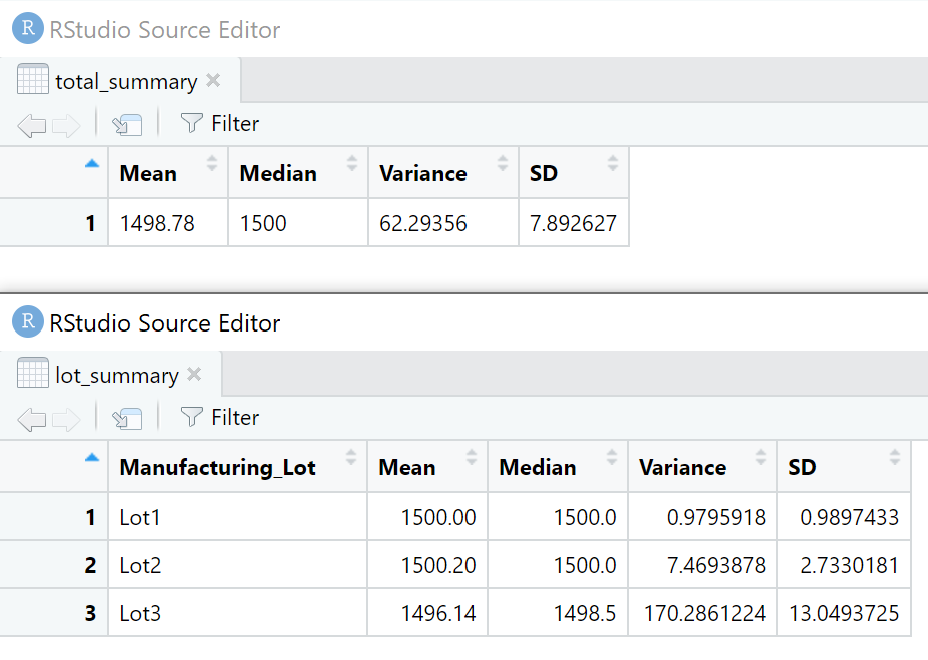 R RStudio Source Editor
total_summary
Filter
Mean Median Variance SD
1 1498.78 1500 62.29356 7.892627
R RStudio Source Editor
lot_summary
Filter
Manufacturing_Lot Mean Median Variance SD
1 Lot1 1500.00 1500.0 0.9795918 0.9897433
2 Lot2 1500.20 1500.0 7.4693878 2.7330181
3 Lot3 1496.14 1498.5 170.2861224 13.0493725